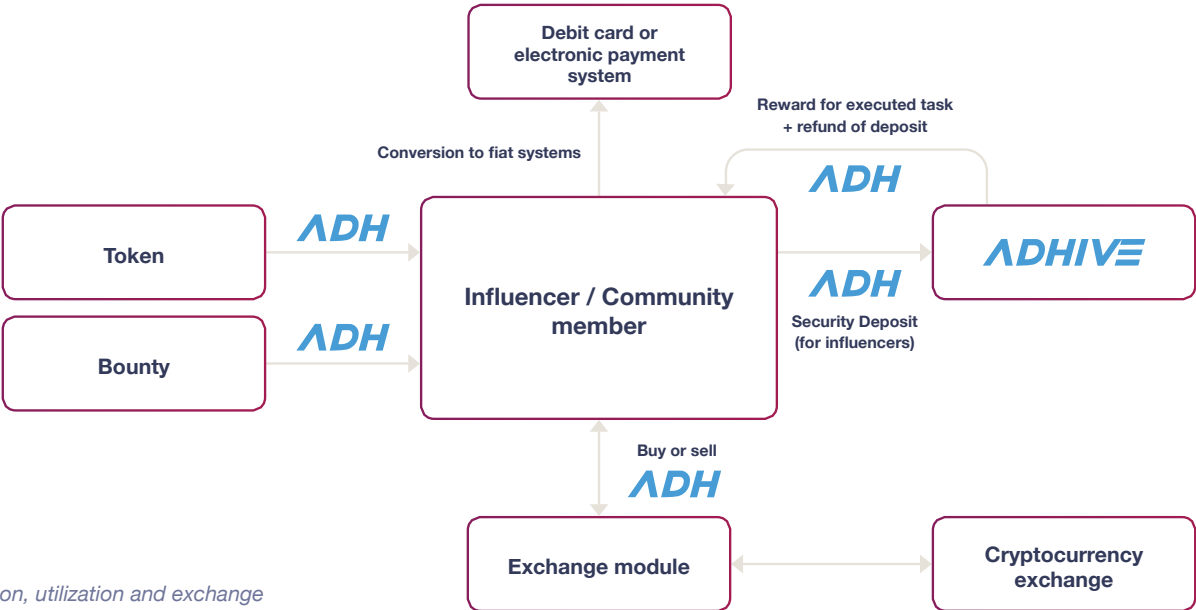 Debit card or
electronic payment
system
Reward for executed task
+ refund of deposit
Conversion to fiat systems
ADH
ADH
Token
ADHIVE
Influencer / Community
member
ADH
Security Deposit
(for influencers)
ADH
Bounty
Buy or sell
ADH
Exchange module
Cryptocurrency
exchange
utilization and exchange